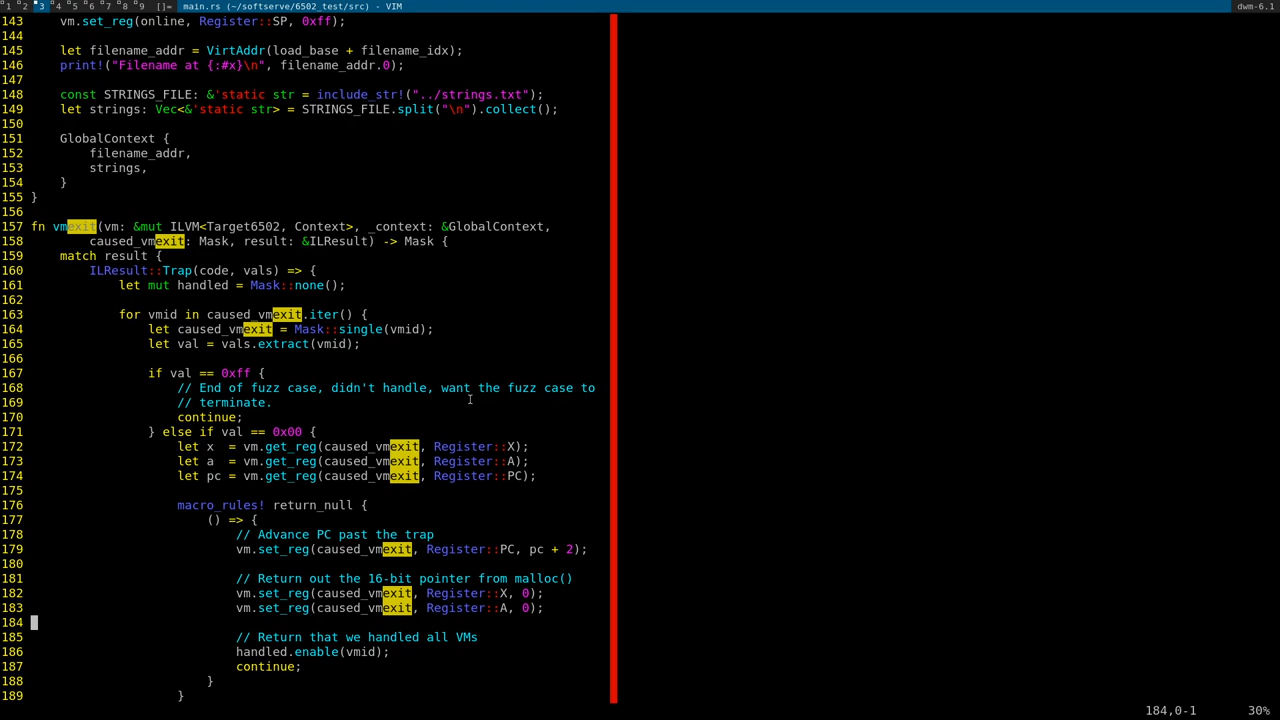 1 2 3 4 5 6 7 8 9 []= main.rs (~/softserve/6502_test/src) - VIM dwm-6.1
143     vm.set_reg(online, Register::SP, 0xff);
144
145     let filename_addr = VirtAddr(load_base + filename_idx);
146     print!("Filename at {:#x}\n", filename_addr.0);
147
148     const STRINGS_FILE: &'static str = include_str!("../strings.txt");
149     let strings: Vec<&'static str> = STRINGS_FILE.split("\n").collect();
150
151     GlobalContext {
152         filename_addr,
153         strings,
154     }
155 }
156
157 fn vmexit(vm: &mut ILVM<Target6502, Context>, _context: &GlobalContext,
158         caused_vmexit: Mask, result: &ILResult) -> Mask {
159     match result {
160         ILResult::Trap(code, vals) => {
161             let mut handled = Mask::none();
162
163             for vmid in caused_vmexit.iter() {
164                 let caused_vmexit = Mask::single(vmid);
165                 let val = vals.extract(vmid);
166
167                 if val == 0xff {
168                     // End of fuzz case, didn't handle, want the fuzz case to
169                     // terminate.
170                     continue;
171                 } else if val == 0x00 {
172                     let x  = vm.get_reg(caused_vmexit, Register::X);
173                     let a  = vm.get_reg(caused_vmexit, Register::A);
174                     let pc = vm.get_reg(caused_vmexit, Register::PC);
175
176                     macro_rules! return_null {
177                         () => {
178                             // Advance PC past the trap
179                             vm.set_reg(caused_vmexit, Register::PC, pc + 2);
180
181                             // Return out the 16-bit pointer from malloc()
182                             vm.set_reg(caused_vmexit, Register::X, 0);
183                             vm.set_reg(caused_vmexit, Register::A, 0);
184
185                             // Return that we handled all VMs
186                             handled.enable(vmid);
187                             continue;
188                         }
189                     }
184,0-1 30%